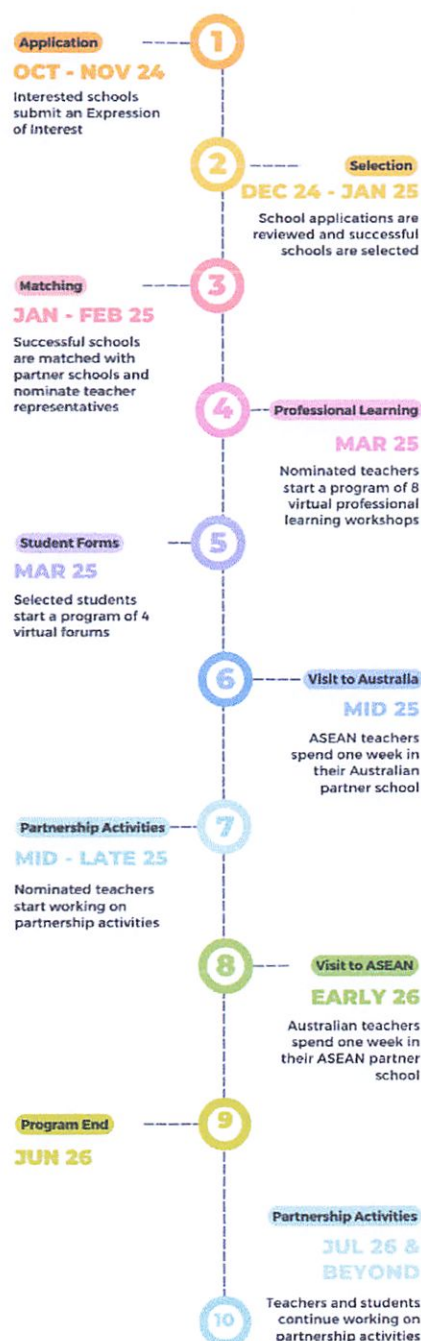 1
Application
OCT - NOV 24
Interested schools
submit an Expression
of Interest
2
Selection
DEC 24 - JAN 25
School applications are
reviewed and successful
schools are selected
3
Matching
JAN - FEB 25
Successful schools
are matched with
partner schools and
nominate teacher
representatives
4
Professional Learning
MAR 25
Nominated teachers
start a program of 8
virtual professional
learning workshops
5
Student Forms
MAR 25
Selected students
start a program of 4
virtual forums
6
Visit to Australia
MID 25
ASEAN teachers
spend one week in
their Australian
partner school
7
Partnership Activities
MID - LATE 25
Nominated teachers
start working on
partnership activities
8
Visit to ASEAN
EARLY 26
Australian teachers
spend one week in
their ASEAN partner
school
9
Program End
JUN 26
Partnership Activities
JUL 26 &
BEYOND
10
Teachers and students
continue working on
partnership activities